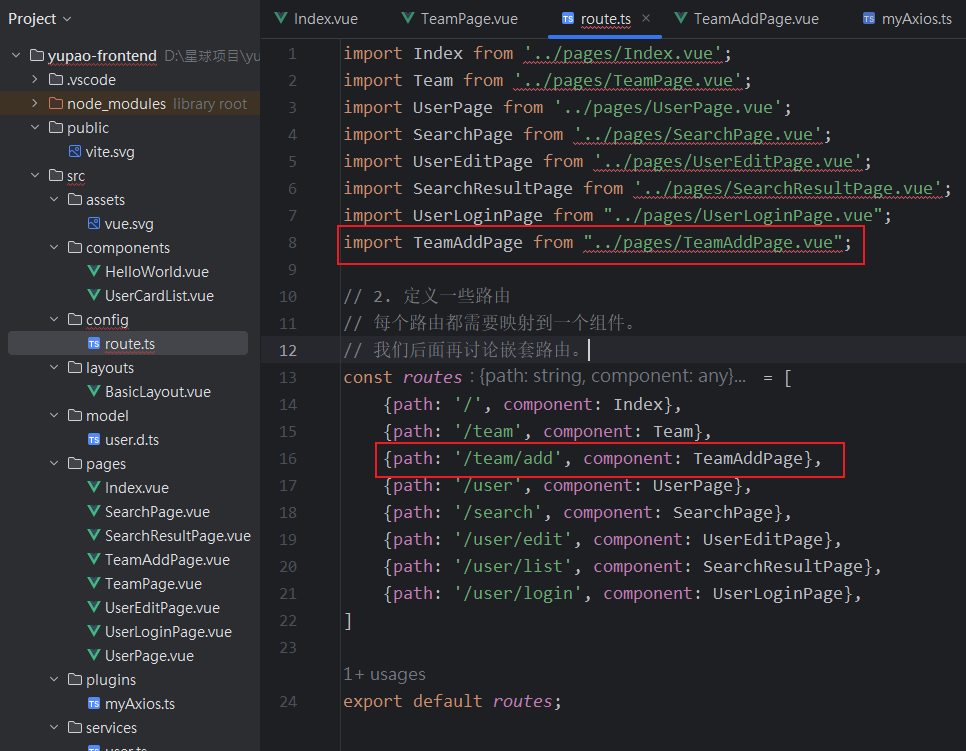 Project
yupao-frontend D:\星球项目\yu
.vscode
node_modules library root
public
vite.svg
src
assets
vue.svg
components
HelloWorld.vue
UserCardList.vue
config
route.ts
layouts
BasicLayout.vue
model
TS user.d.ts
pages
Index.vue
SearchPage.vue
SearchResultPage.vue
TeamAddPage.vue
TeamPage.vue
UserEditPage.vue
UserLoginPage.vue
UserPage.vue
plugins
TS myAxios.ts
services
TS user.ts
Index.vue TeamPage.vue TS route.ts × TeamAddPage.vue TS myAxios.ts
1 import Index from '../pages/Index.vue';
2 import Team from '../pages/TeamPage.vue';
3 import UserPage from '../pages/UserPage.vue';
4 import SearchPage from '../pages/SearchPage.vue';
5 import UserEditPage from '../pages/UserEditPage.vue';
6 import SearchResultPage from '../pages/SearchResultPage.vue';
7 import UserLoginPage from "../pages/UserLoginPage.vue";
8 import TeamAddPage from "../pages/TeamAddPage.vue";
9
10 // 2. 定义一些路由
11 // 每个路由都需要映射到一个组件。
12 // 我们后面再讨论嵌套路由。
13 const routes : {path: string, component: any}... = [
14 {path: '/', component: Index},
15 {path: '/team', component: Team},
16 {path: '/team/add', component: TeamAddPage},
17 {path: '/user', component: UserPage},
18 {path: '/search', component: SearchPage},
19 {path: '/user/edit', component: UserEditPage},
20 {path: '/user/list', component: SearchResultPage},
21 {path: '/user/login', component: UserLoginPage},
22 ]
23
1+ usages
24 export default routes;